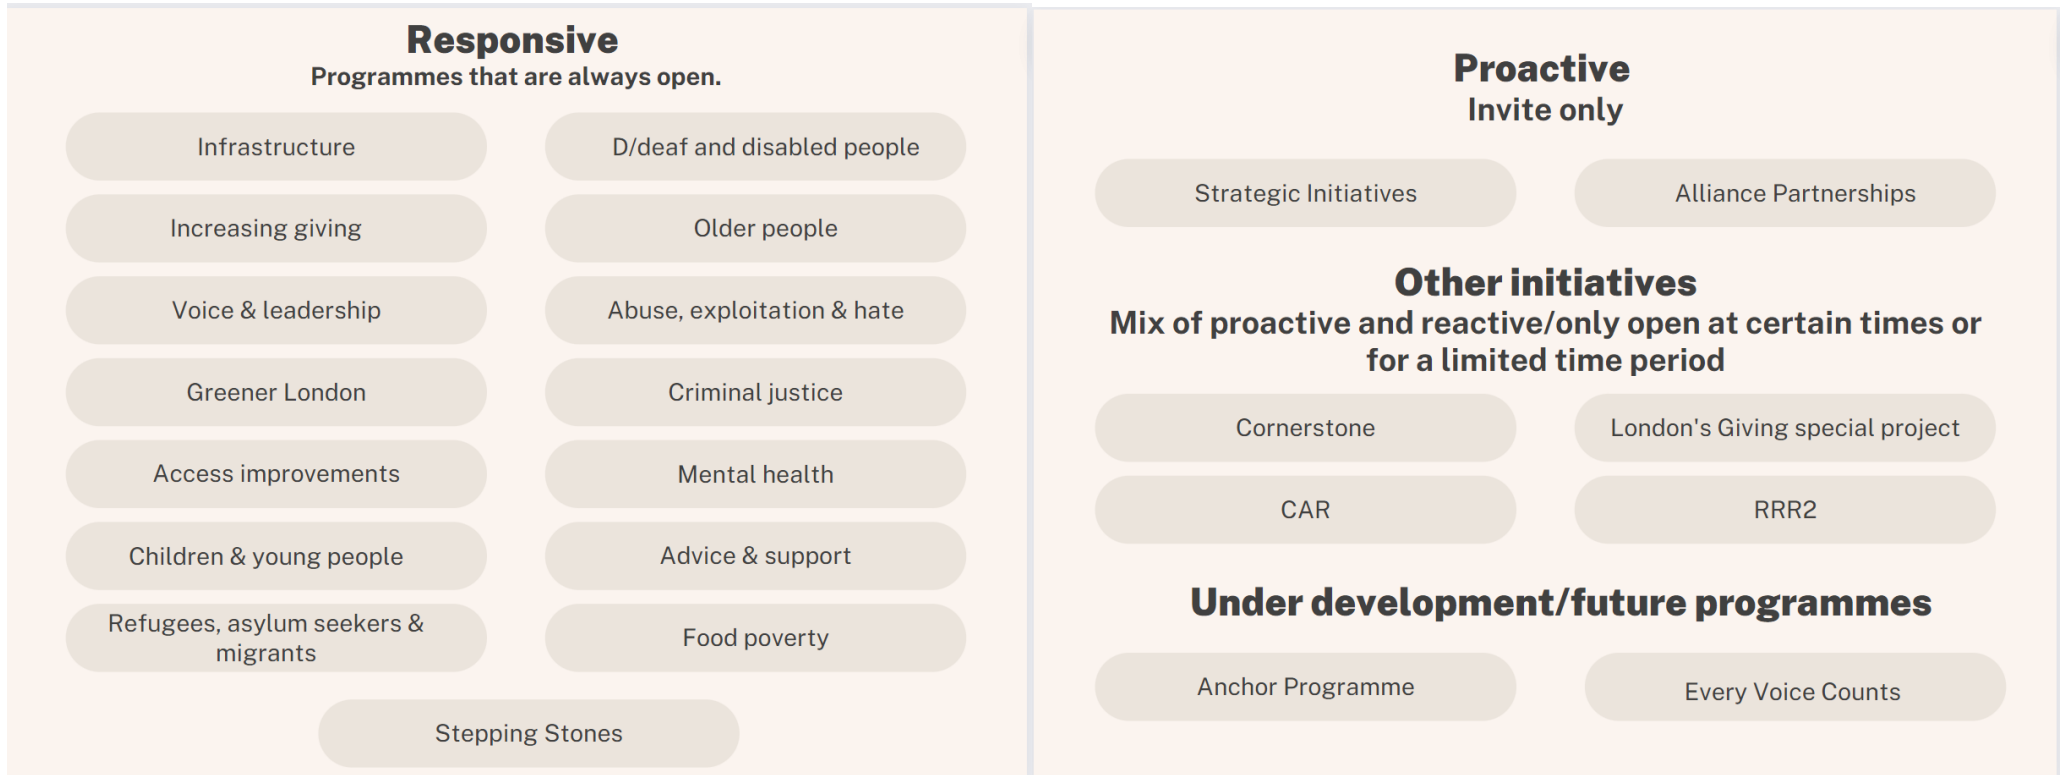 Responsive
Programmes that are always open.
Infrastructure
D/deaf and disabled people
Increasing giving
Older people
Voice & leadership
Abuse, exploitation & hate
Greener London
Criminal justice
Access improvements
Mental health
Children & young people
Advice & support
Refugees, asylum seekers &
migrants
Food poverty
Stepping Stones
Proactive
Invite only
Strategic Initiatives
Alliance Partnerships
Other initiatives
Mix of proactive and reactive/only open at certain times or
for a limited time period
Cornerstone
London's Giving special project
CAR
RRR2
Under development/future programmes
Anchor Programme
Every Voice Counts